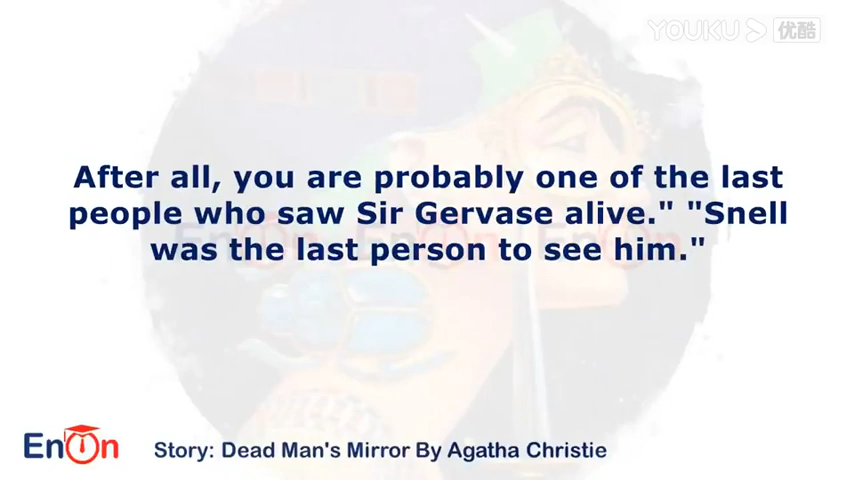 YOUKU 优酷
After all, you are probably one of the last
people who saw Sir Gervase alive." "Snell
was the last person to see him."
EnOn
Story: Dead Man's Mirror By Agatha Christie